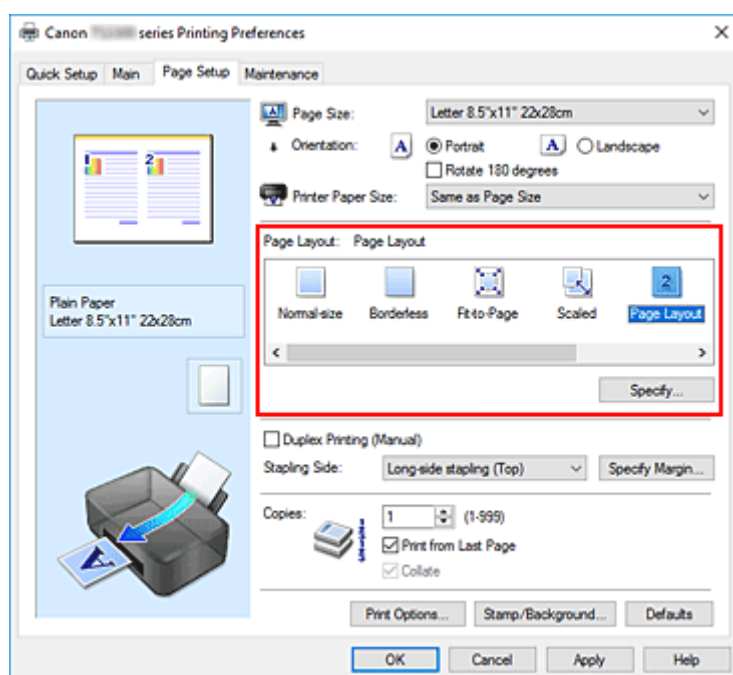 Canon series Printing Preferences
Quick Setup Main Page Setup Maintenance
Page Size: Letter 8.5"x11" 22x28cm
Orientation: A Portrait A Landscape
Rotate 180 degrees
Printer Paper Size: Same as Page Size
1 2
Page Layout: Page Layout
2
Normal-size Borderless Fit-to-Page Scaled Page Layout
Plain Paper
Letter 8.5"x11" 22x28cm
Specify...
Duplex Printing (Manual)
Stapling Side: Long-side stapling (Top) Specify Margin...
Copies: 1 (1-999)
Print from Last Page
Collate
A
Print Options... Stamp/Background... Defaults
OK Cancel Apply Help